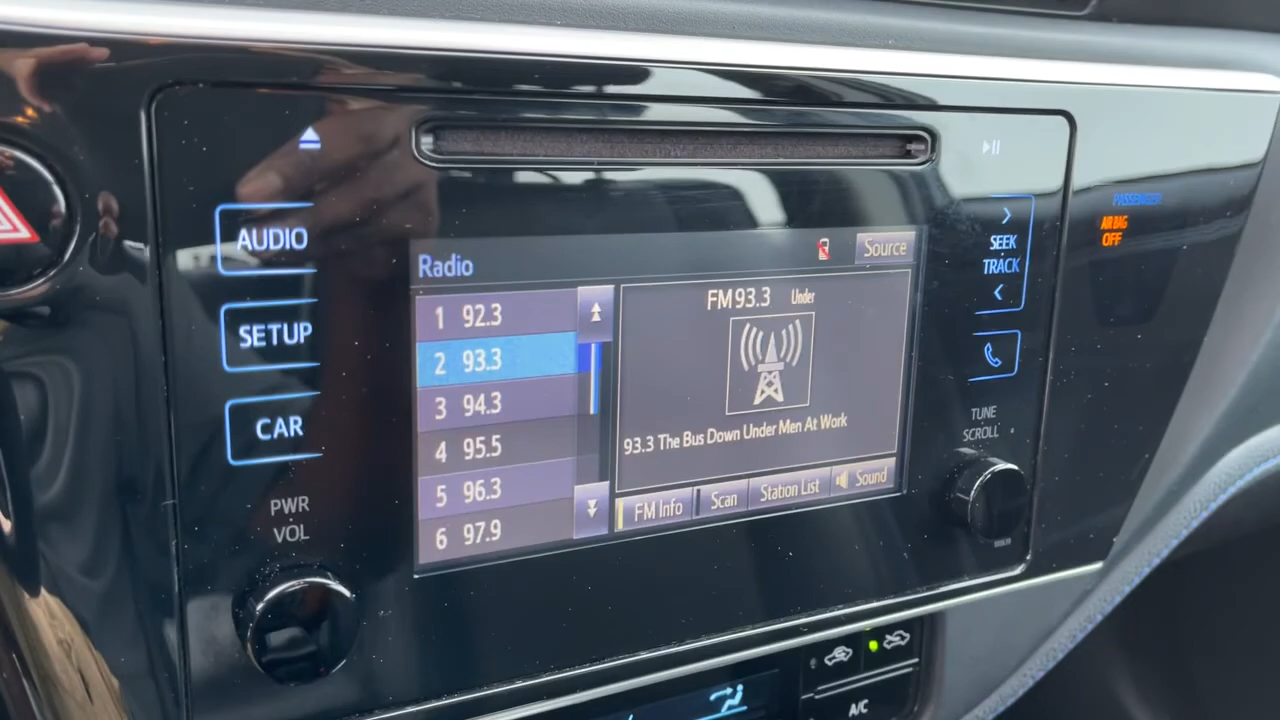 AUDIO
SETUP
CAR
PWR
VOL
Radio
Source
1 92.3
2 93.3
3 94.3
4 95.5
5 96.3
6 97.9
FM 93.3 Under
93.3 The Bus Down Under Men At Work
FM Info
Scan
Station List
Sound
SEEK
TRACK
TUNE
SCROLL
PASSENGER
AIR BAG
OFF
A/C